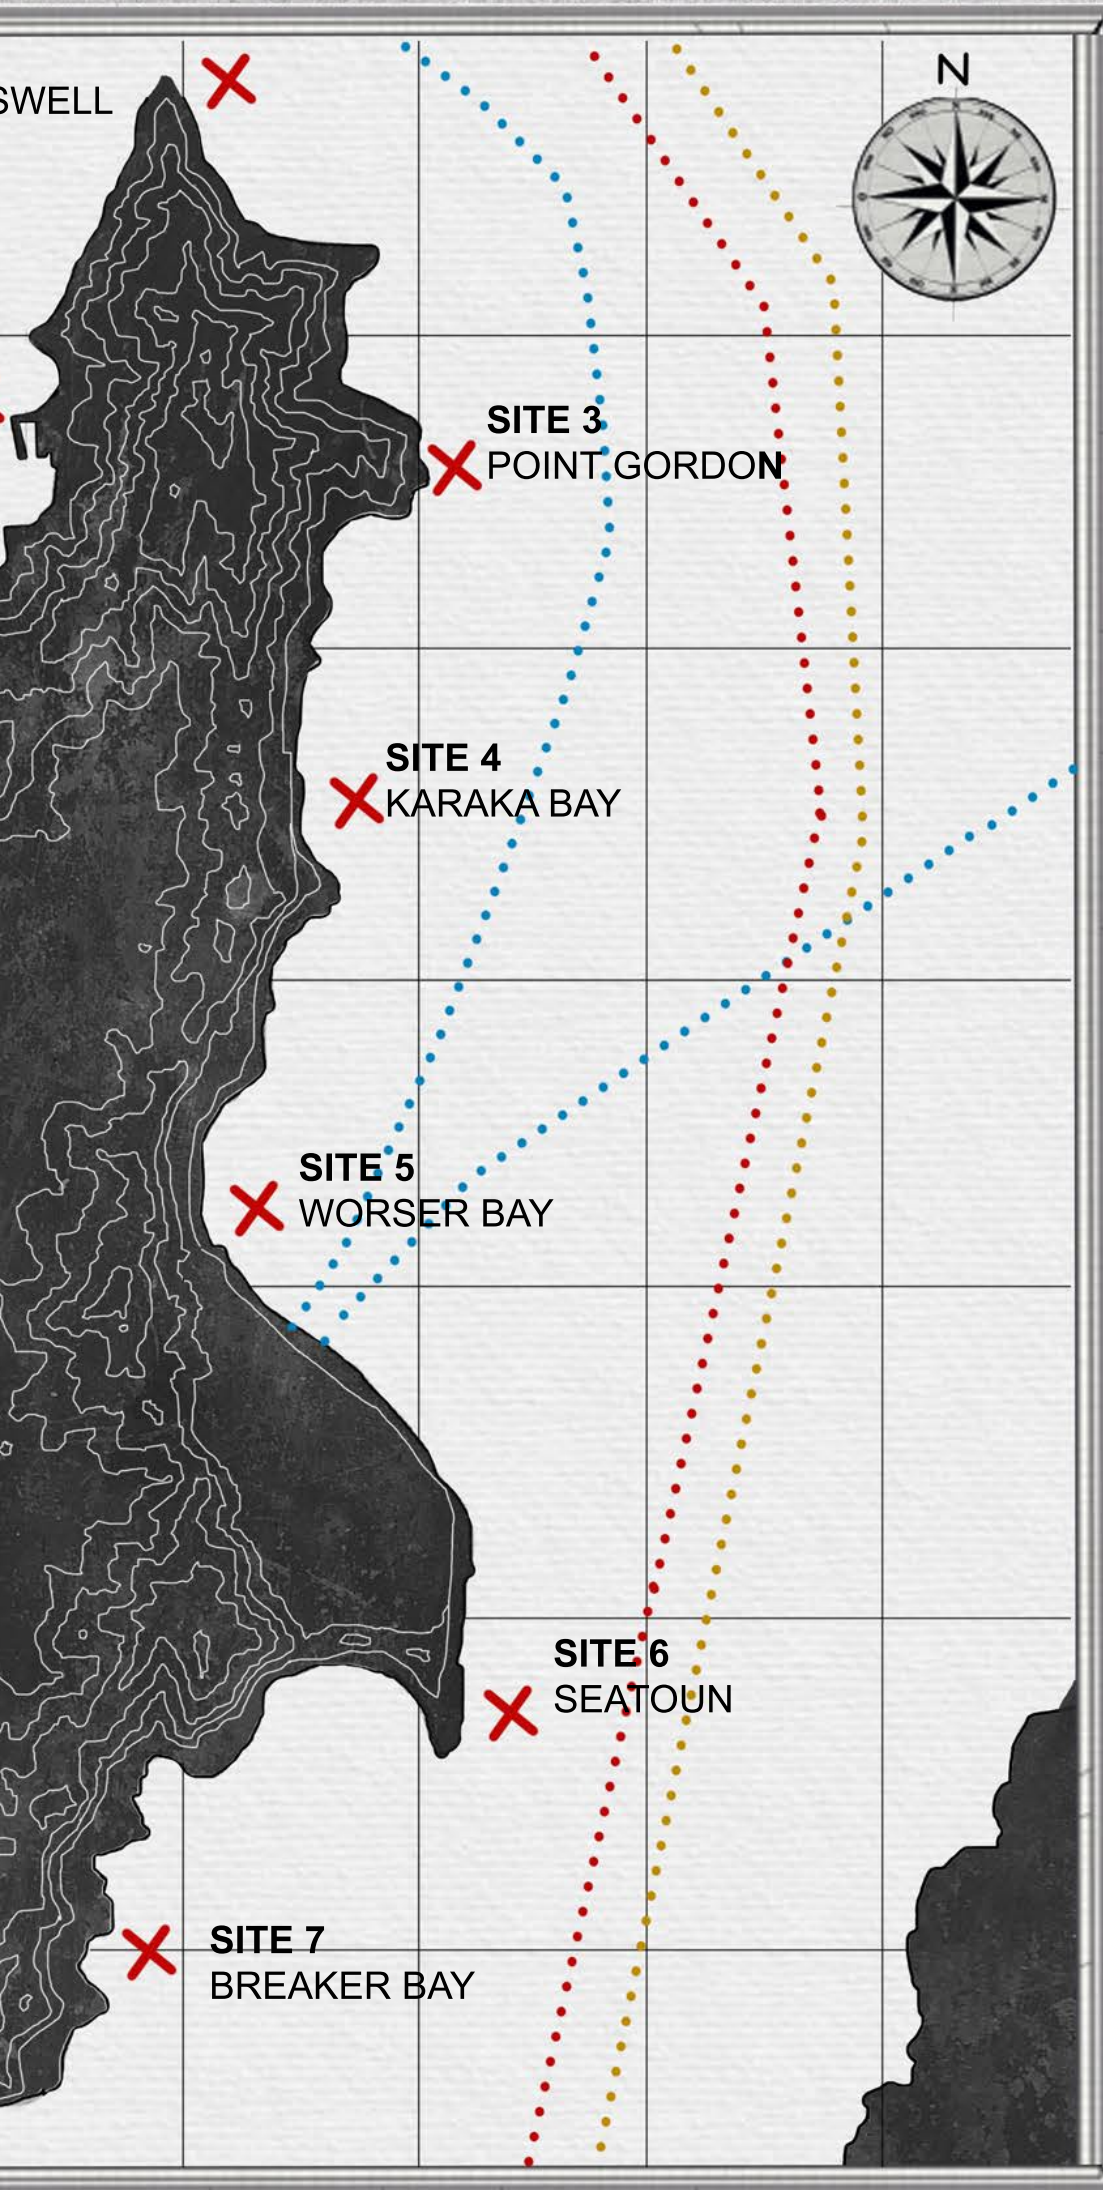 N
SWELL
SITE 3
POINT GORDON
SITE 4
KARAKA BAY
SITE 5
WORSER BAY
SITE 6
SEATOUN
SITE 7
BREAKER BAY